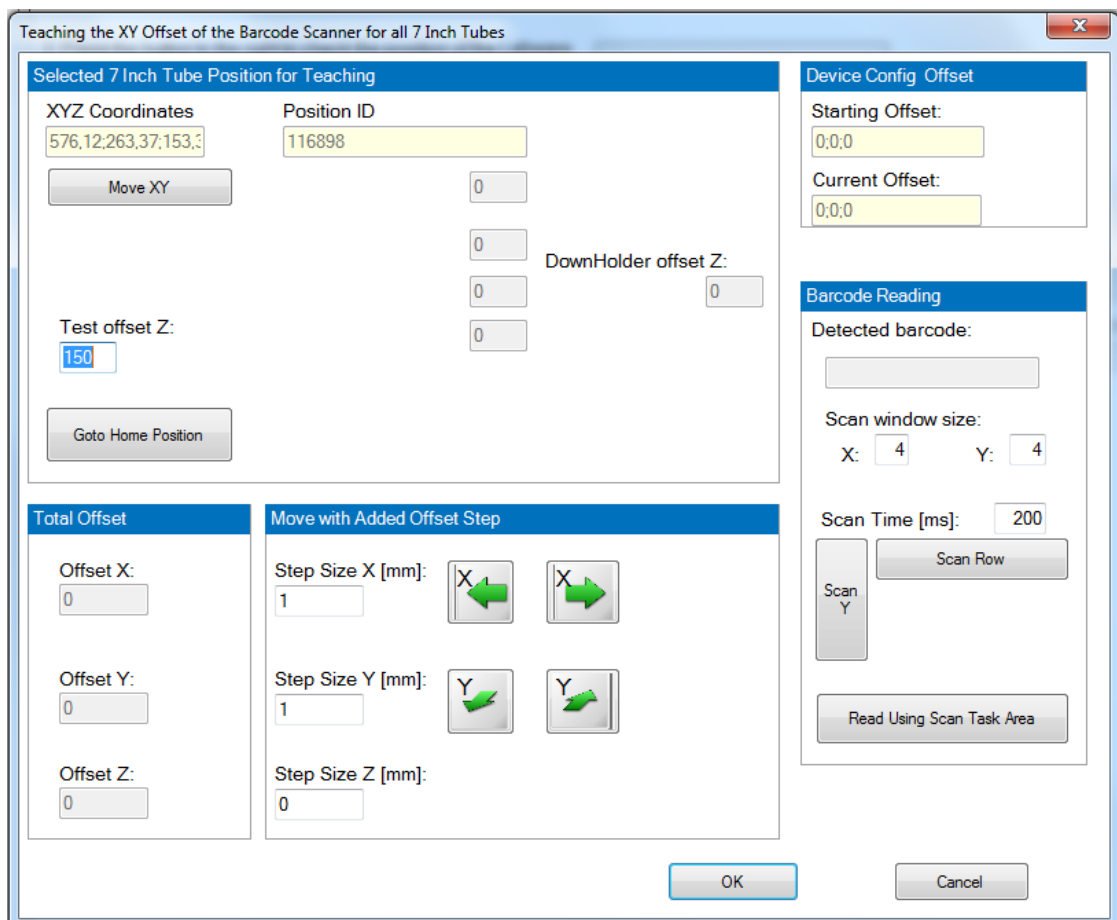 Teaching the XY Offset of the Barcode Scanner for all 7 Inch Tubes
Selected 7 Inch Tube Position for Teaching
XYZ Coordinates
Position ID
576,12;263,37;153,
116898
Move XY
0
0
DownHolder offset Z:
0
0
Test offset Z:
0
150
Goto Home Position
Device Config Offset
Starting Offset:
0;0;0
Current Offset:
0;0;0
Barcode Reading
Detected barcode:
Scan window size:
X: 4 Y: 4
Scan Time [ms]: 200
Scan Row
Scan
Y
Read Using Scan Task Area
Total Offset
Offset X:
0
Offset Y:
0
Offset Z:
0
Move with Added Offset Step
Step Size X [mm]:
1
X X
Step Size Y [mm]:
1
Y Y
Step Size Z [mm]:
0
OK
Cancel